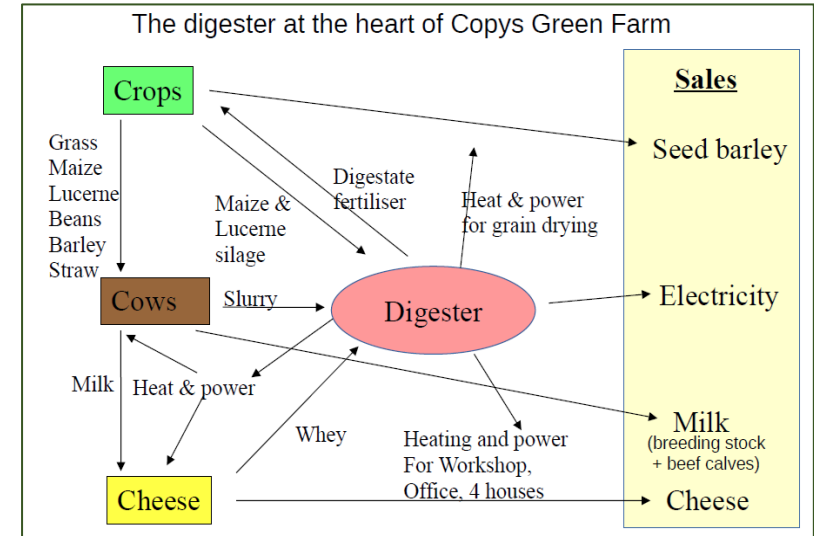 The digester at the heart of Copys Green Farm
Crops
Sales
Grass
Maize
Lucerne
Beans
Barley
Straw
Maize &
Lucerne
silage
Digestate
fertiliser
Heat & power
for grain drying
Seed barley
Cows
Slurry
Digester
Electricity
Milk
Heat & power
Whey
Heating and power
For Workshop,
Office, 4 houses
Milk
(breeding stock
+ beef calves)
Cheese
Cheese